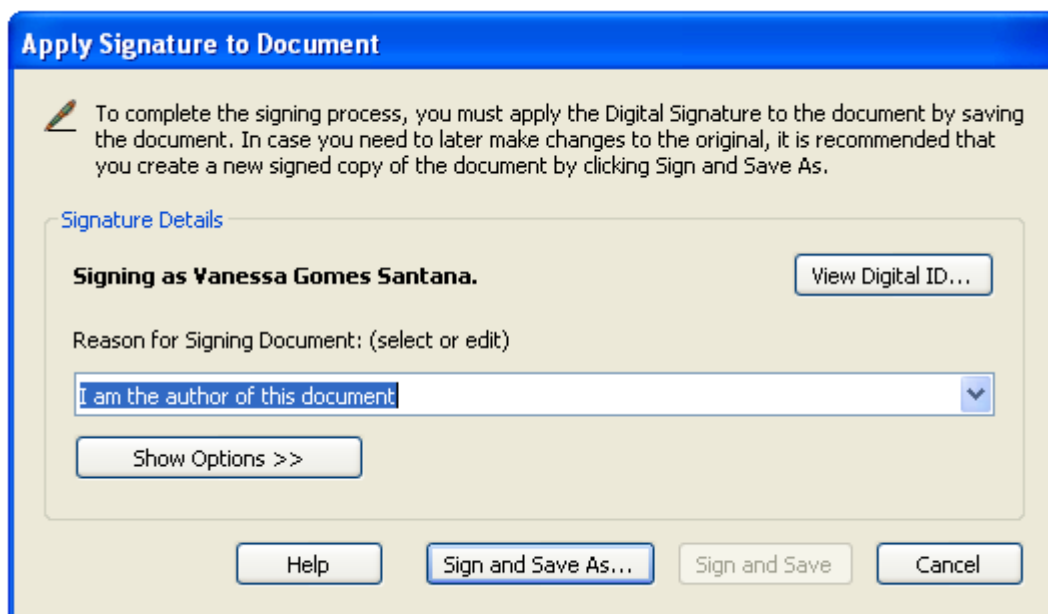 Apply Signature to Document
To complete the signing process, you must apply the Digital Signature to the document by saving
the document. In case you need to later make changes to the original, it is recommended that
you create a new signed copy of the document by clicking Sign and Save As.
Signature Details
Signing as Vanessa Gomes Santana.
View Digital ID...
Reason for Signing Document: (select or edit)
I am the author of this document
Show Options >>
Help
Sign and Save As...
Sign and Save
Cancel